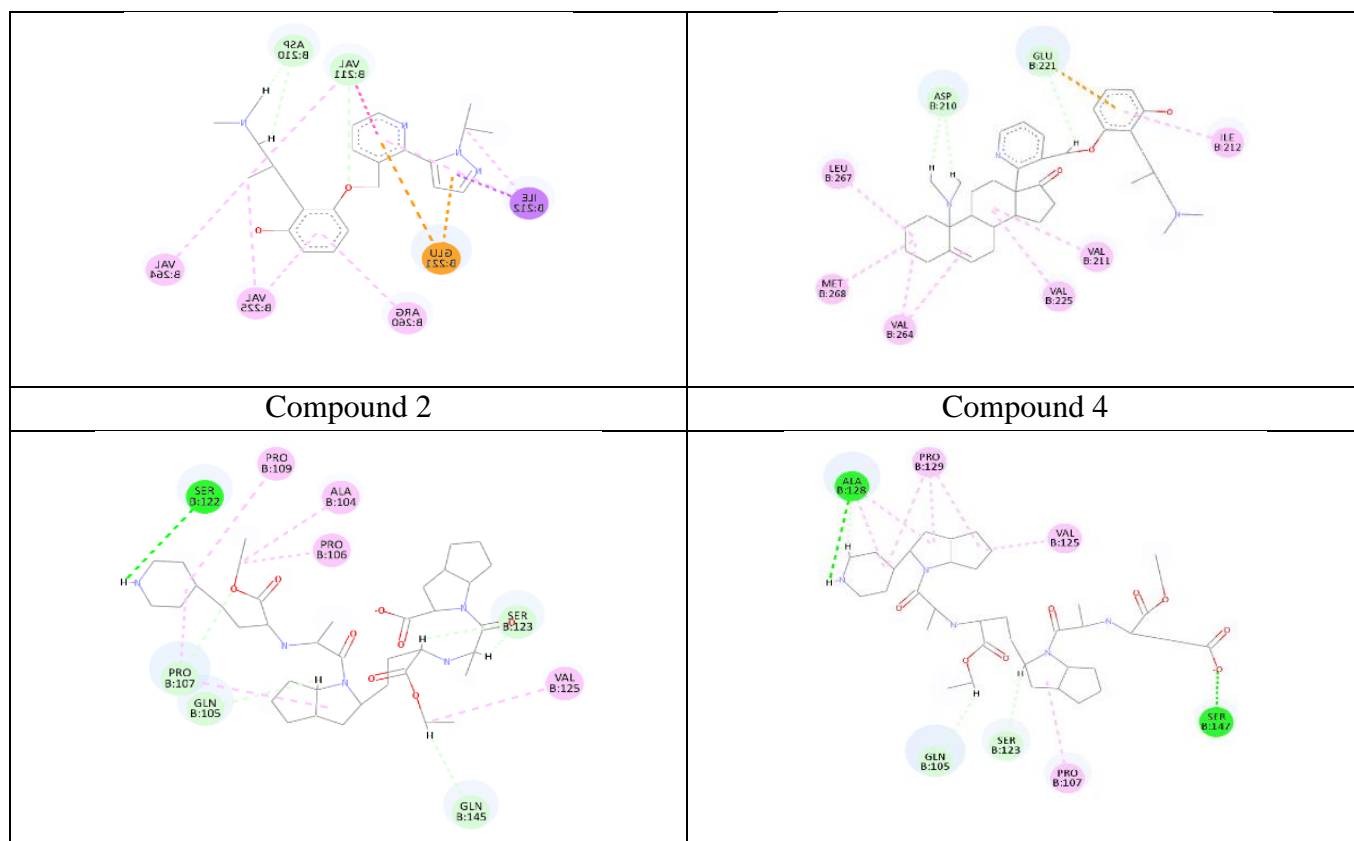 ASP
B:210
VAL
B:211
H
N
H
N
N
N
O
O
ILE
B:212
GLU
B:221
VAL
B:264
VAL
B:225
ARG
B:260
GLU
B:221
ASP
B:210
O
ILE
B:212
H
H
H
N
O
LEU
B:267
N
O
N
VAL
B:211
MET
B:268
VAL
B:225
VAL
B:264
Compound 2
Compound 4
PRO
B:109
SER
B:122
ALA
B:104
PRO
B:106
H
N
O
O
N
O
-O
O
N
O
SER
B:123
H
N
H
H
N
O
O
VAL
B:125
PRO
B:107
GLN
B:105
H
GLN
B:145
PRO
B:129
ALA
B:128
VAL
B:125
H
H
N
N
O
N
O
O
H
O
N
O
N
O
O
O
-O
H
SER
B:147
GLN
B:105
SER
B:123
PRO
B:107